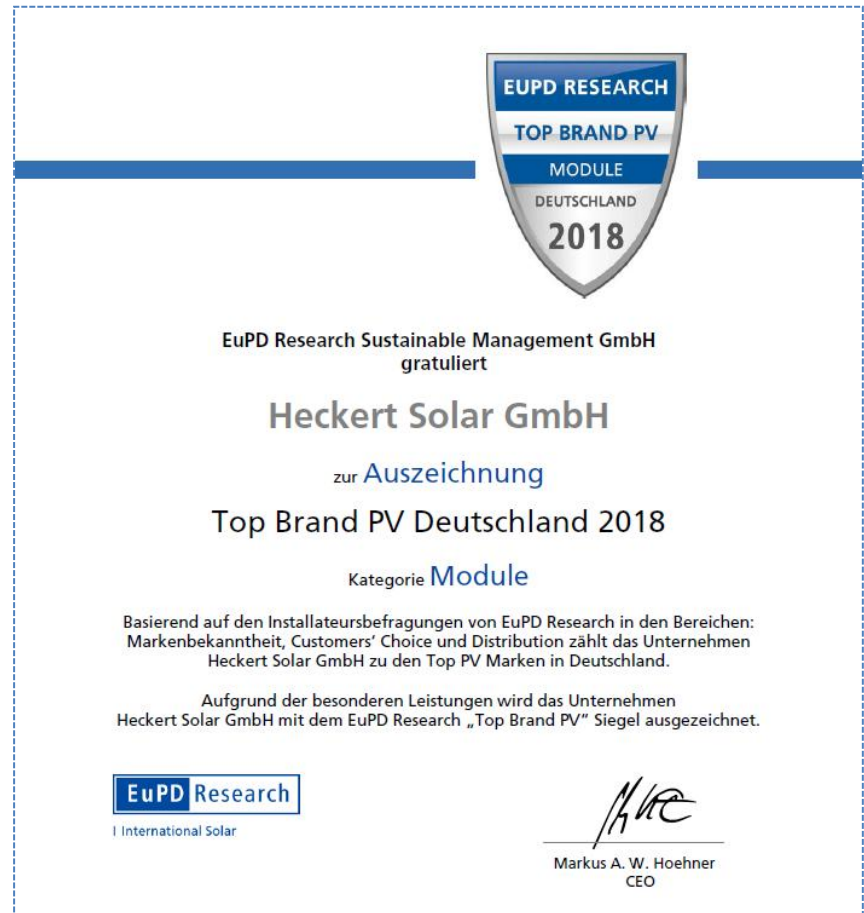 EUPD RESEARCH
TOP BRAND PV
MODULE
DEUTSCHLAND
2018
EuPD Research Sustainable Management GmbH
gratuliert
Heckert Solar GmbH
zur Auszeichnung
Top Brand PV Deutschland 2018
Kategorie Module
Basierend auf den Installateursbefragungen von EuPD Research in den Bereichen:
Markenbekanntheit, Customers’ Choice und Distribution zählt das Unternehmen
Heckert Solar GmbH zu den Top PV Marken in Deutschland.
Aufgrund der besonderen Leistungen wird das Unternehmen
Heckert Solar GmbH mit dem EuPD Research „Top Brand PV” Siegel ausgezeichnet.
EuPD Research
I International Solar
Markus A. W. Hoehner
CEO